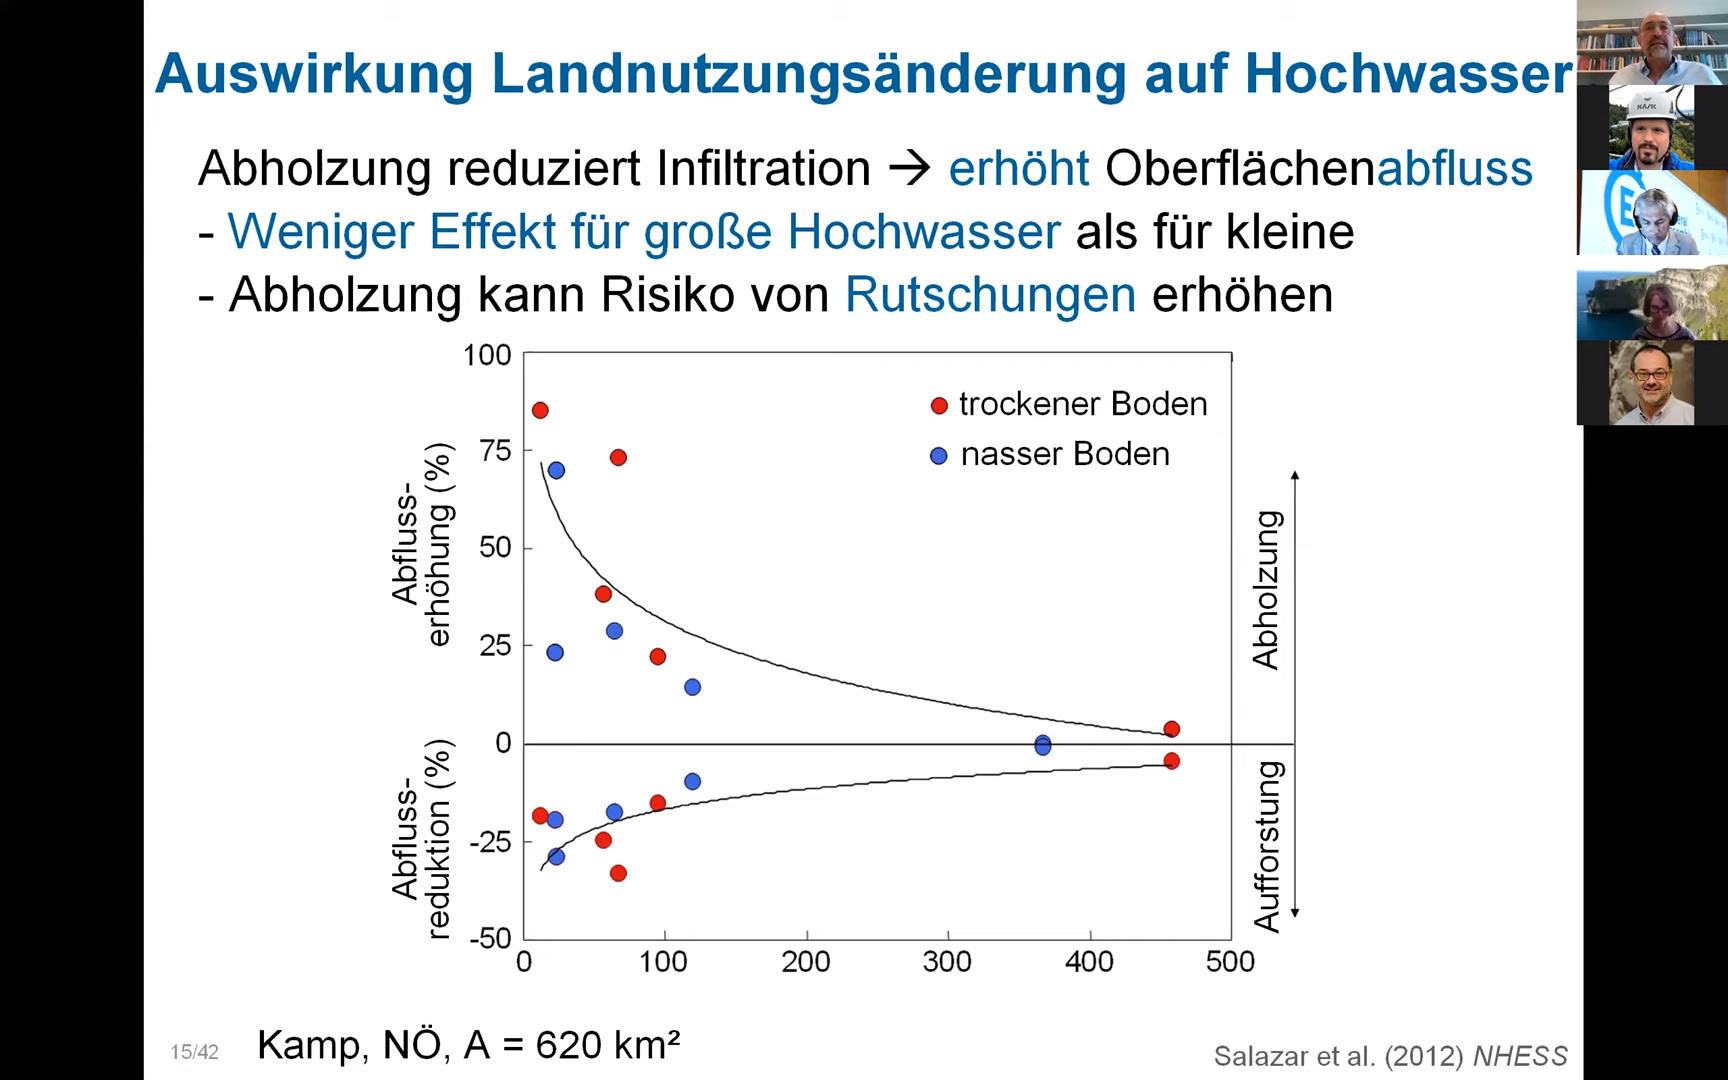 Auswirkung Landnutzungsänderung auf Hochwasser
Abholzung reduziert Infiltration → erhöht Oberflächenabfluss
- Weniger Effekt für große Hochwasser als für kleine
- Abholzung kann Risiko von Rutschungen erhöhen
100
75
50
25
0
-25
-50
Abfluss-
erhöhung (%)
Abfluss-
reduktion (%)
trockener Boden
nasser Boden
Abholzung
Aufforstung
0 100 200 300 400 500
15/42
Kamp, NÖ, A = 620 km²
Salazar et al. (2012) NHESS
KASK